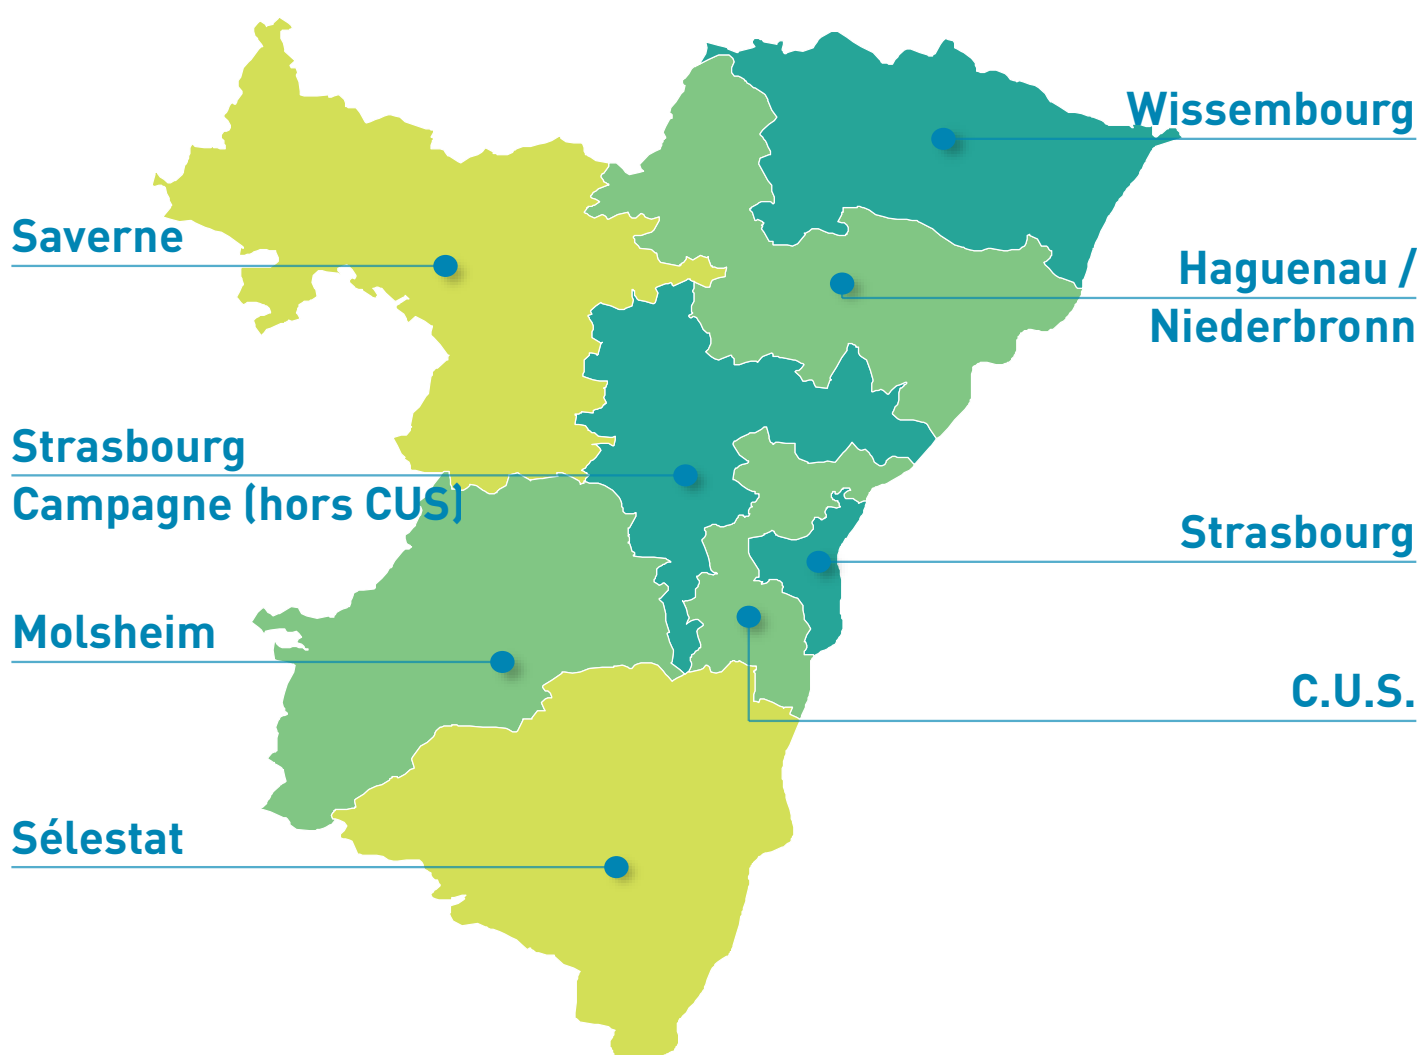 Wissembourg
Saverne
Haguenau /
Niederbronn
Strasbourg
Campagne (hors CUS)
Strasbourg
Molsheim
C.U.S.
Sélestat